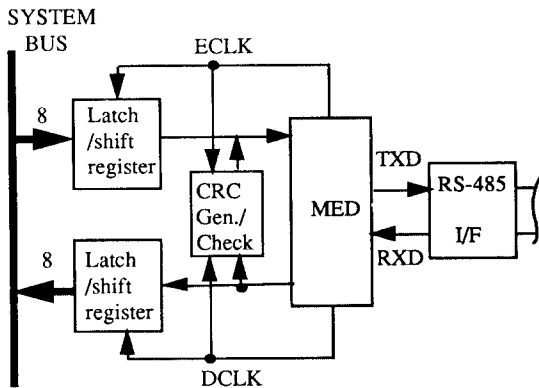 SYSTEM
BUS
ECLK
8
Latch
/shift
register
CRC
Gen./
Check
MED
TXD
RS-485
I/F
RXD
8
Latch
/shift
register
DCLK